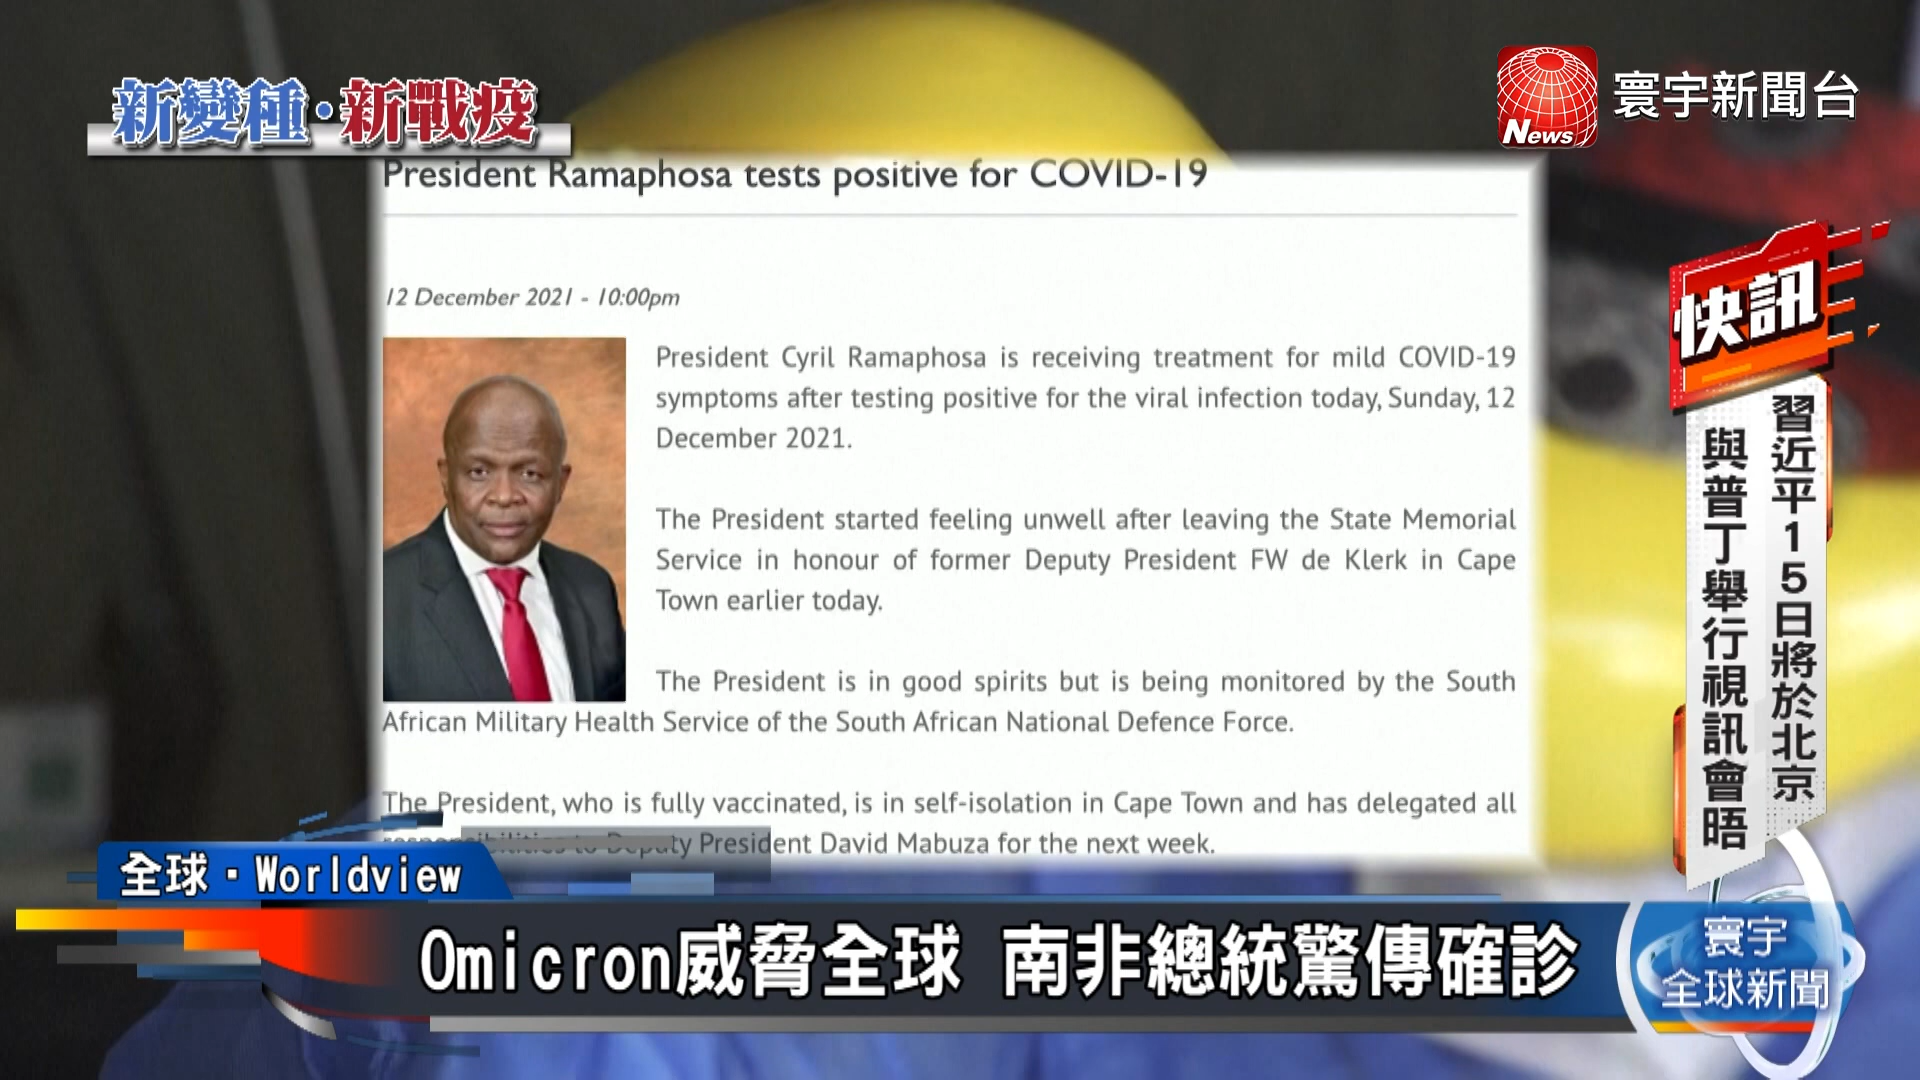 新變種·新戰疫
News
寰宇新聞台
President Ramaphosa tests positive for COVID-19
12 December 2021 - 10:00pm
President Cyril Ramaphosa is receiving treatment for mild COVID-19
symptoms after testing positive for the viral infection today, Sunday, 12
December 2021.
The President started feeling unwell after leaving the State Memorial
Service in honour of former Deputy President FW de Klerk in Cape
Town earlier today.
The President is in good spirits but is being monitored by the South
African Military Health Service of the South African National Defence Force.
The President, who is fully vaccinated, is in self-isolation in Cape Town and has delegated all
responsibilities to Deputy President David Mabuza for the next week.
快訊
習近平15日將於北京
與普丁舉行視訊會晤
全球·Worldview
Omicron威脅全球 南非總統驚傳確診
寰宇
全球新聞